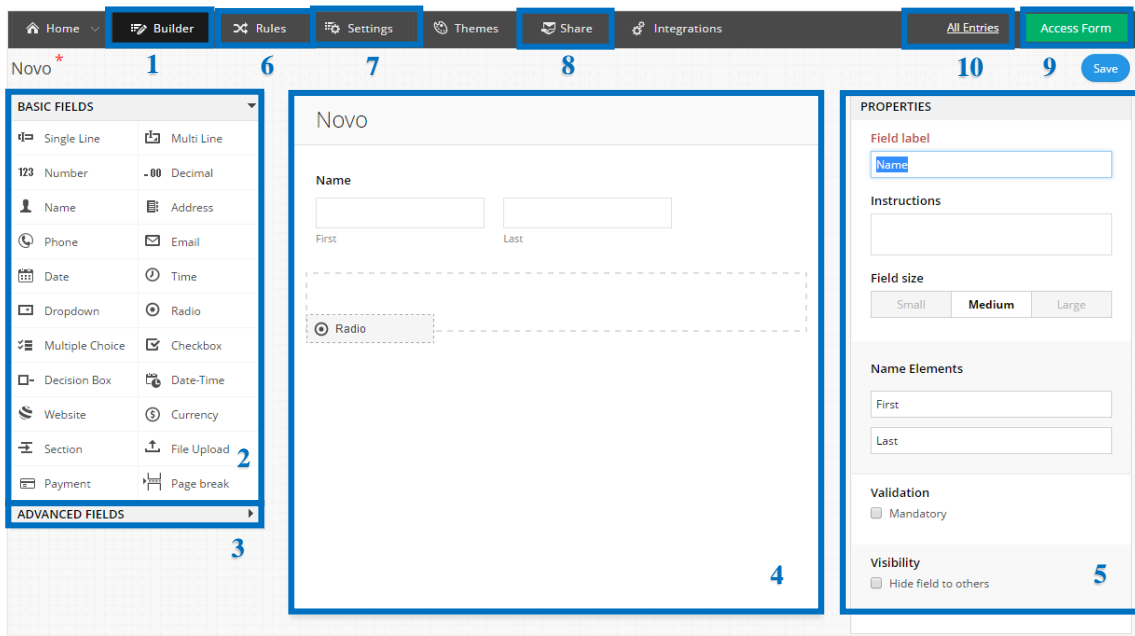 Home Builder Rules Settings Themes Share Integrations All Entries Access Form
Novo * 1 6 7 8 10 9 Save
BASIC FIELDS
Single Line Multi Line
123 Number .00 Decimal
Name Address
Phone Email
Date Time
Dropdown Radio
Multiple Choice Checkbox
Decision Box Date-Time
Website $ Currency
Section File Upload 2
Payment Page break
ADVANCED FIELDS
3
Novo
Name
First Last
Radio
4
PROPERTIES
Field label
Name
Instructions
Field size
Small Medium Large
Name Elements
First
Last
Validation
Mandatory
Visibility
Hide field to others
5